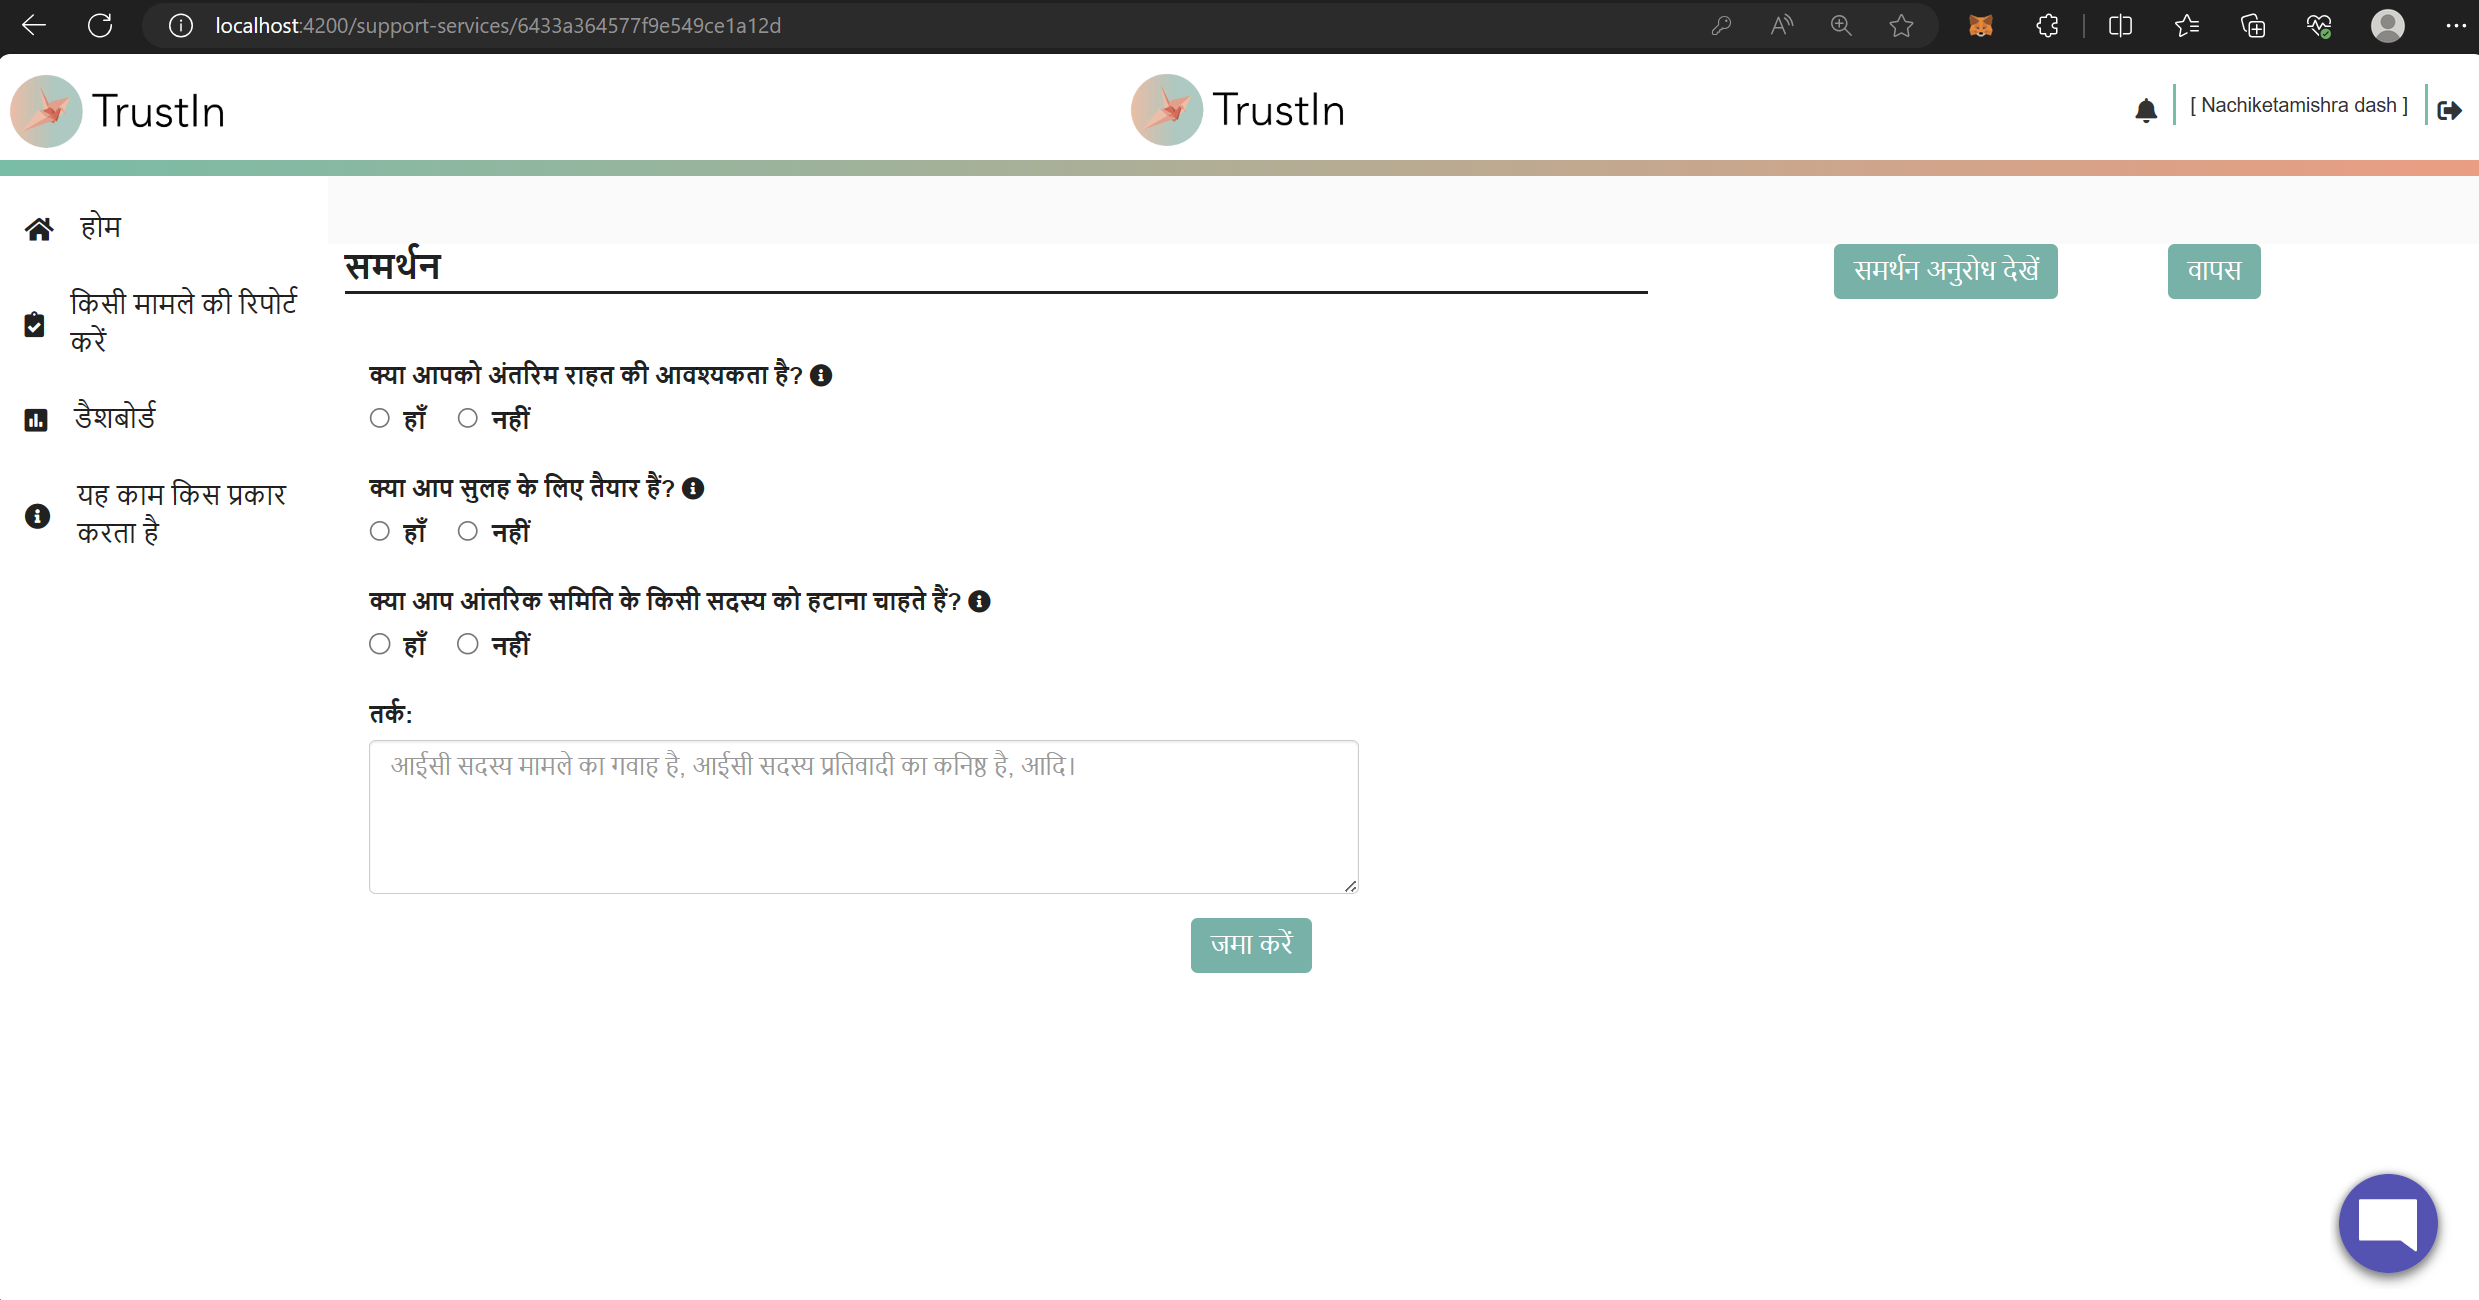 localhost:4200/support-services/6433a364577f9e549ce1a12d
TrustIn
TrustIn
[ Nachiketamishra dash ]
होम
किसी मामले की रिपोर्ट
करें
डैशबोर्ड
यह काम किस प्रकार
करता है
समर्थन
समर्थन अनुरोध देखें
वापस
क्या आपको अंतरिम राहत की आवश्यकता है?
हाँ नहीं
क्या आप सुलह के लिए तैयार हैं?
हाँ नहीं
क्या आप आंतरिक समिति के किसी सदस्य को हटाना चाहते हैं?
हाँ नहीं
तर्क:
आईसी सदस्य मामले का गवाह है, आईसी सदस्य प्रतिवादी का कनिष्ठ है, आदि।
जमा करें